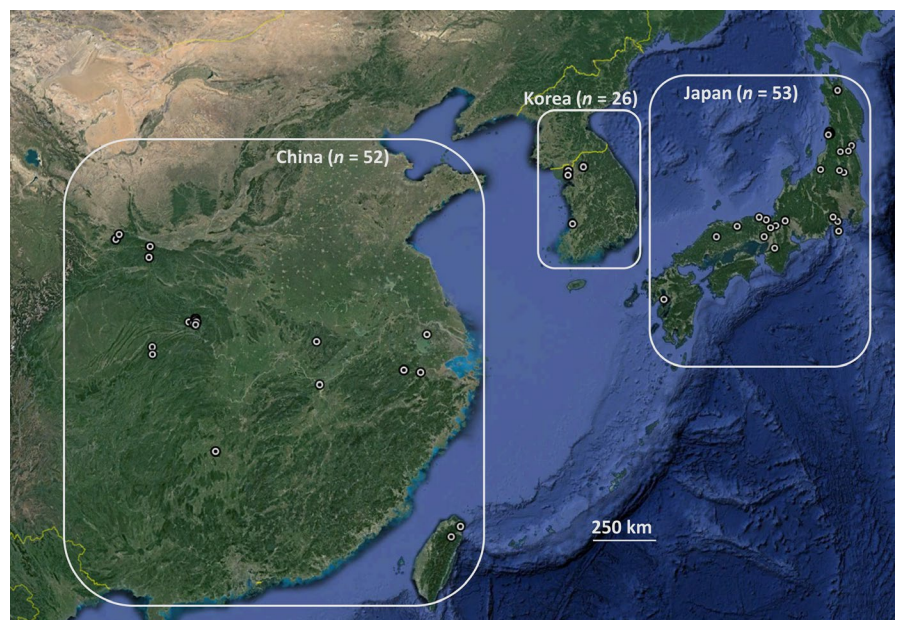 Korea (n = 26)
Japan (n = 53)
China (n = 52)
250 km